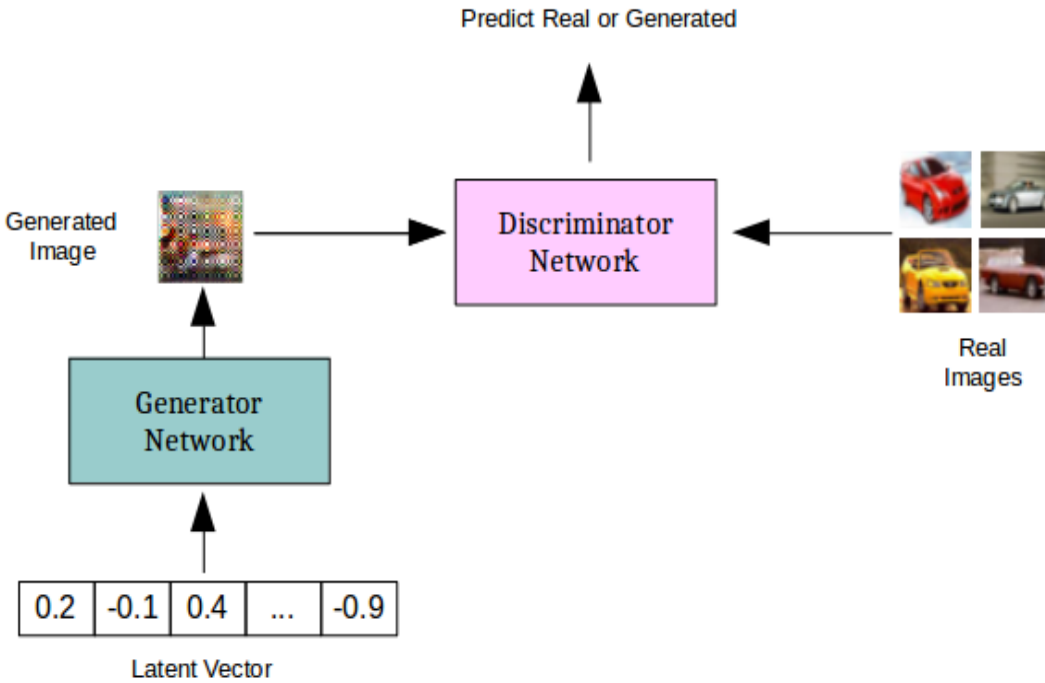 Predict Real or Generated
Generated
Image
Discriminator
Network
Real
Images
Generator
Network
0.2 -0.1 0.4 ... -0.9
Latent Vector